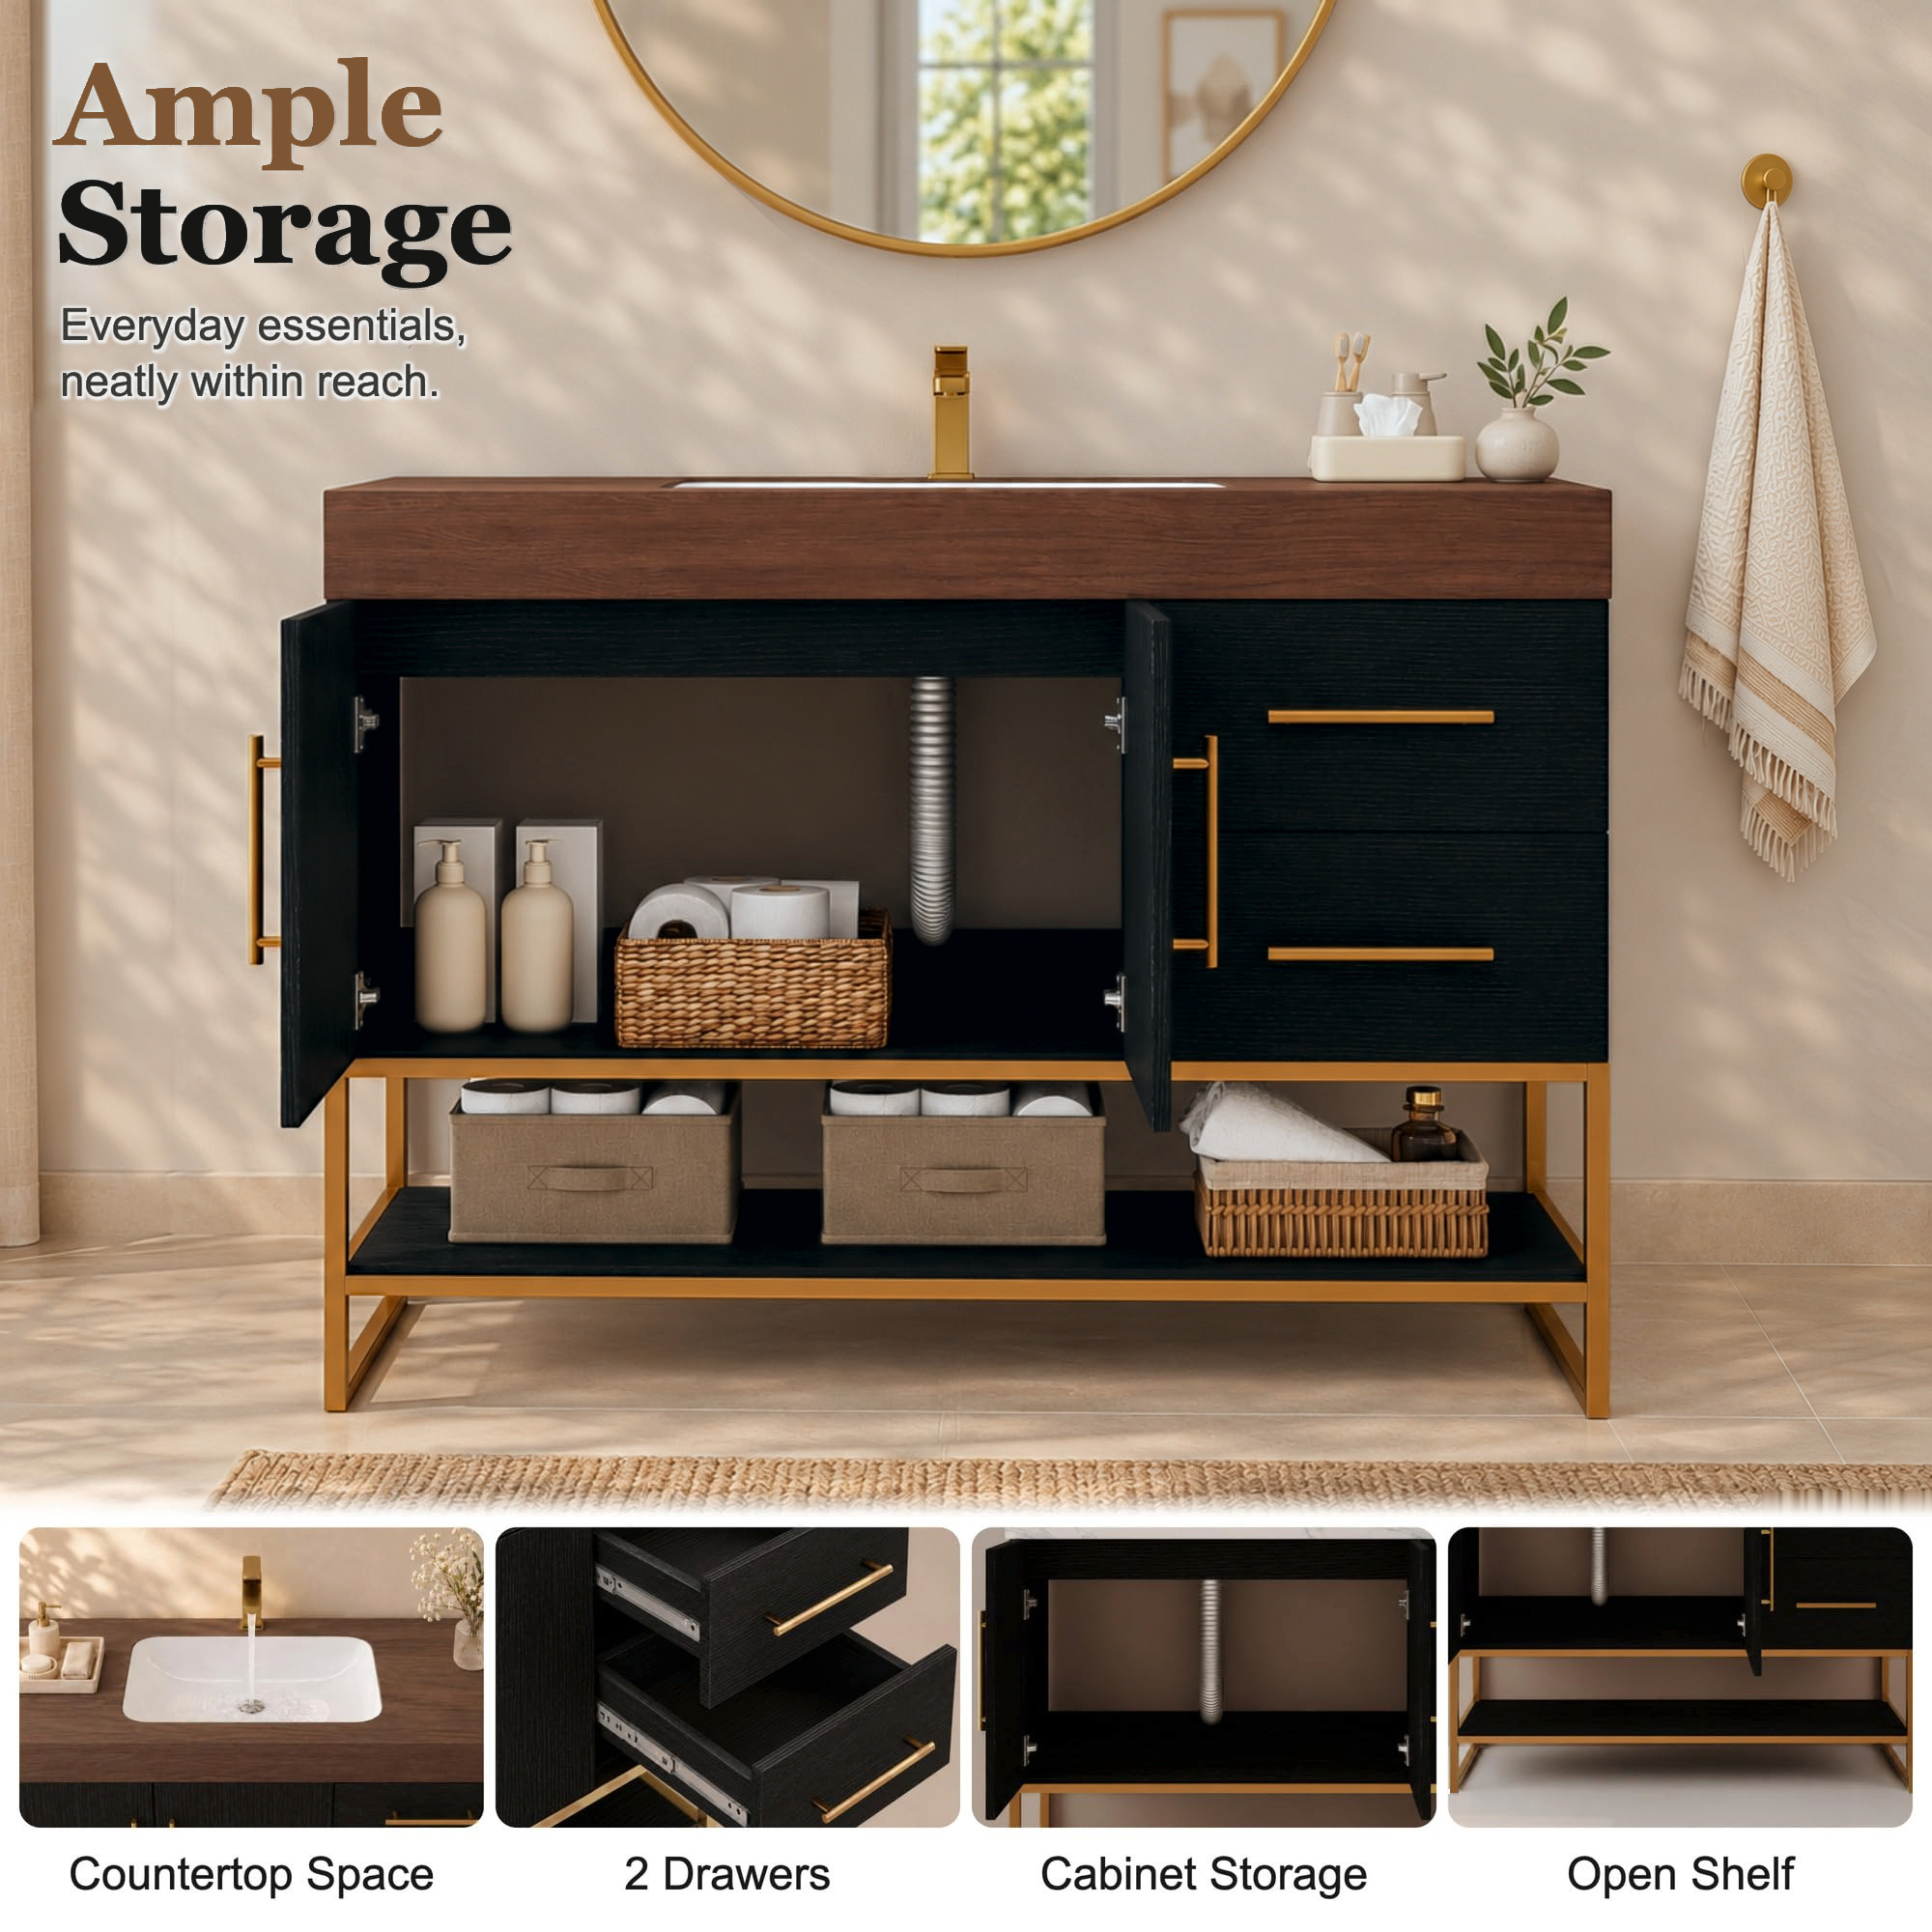 Ample
Storage
Everyday essentials,
neatly within reach.
Countertop Space
2 Drawers
Cabinet Storage
Open Shelf